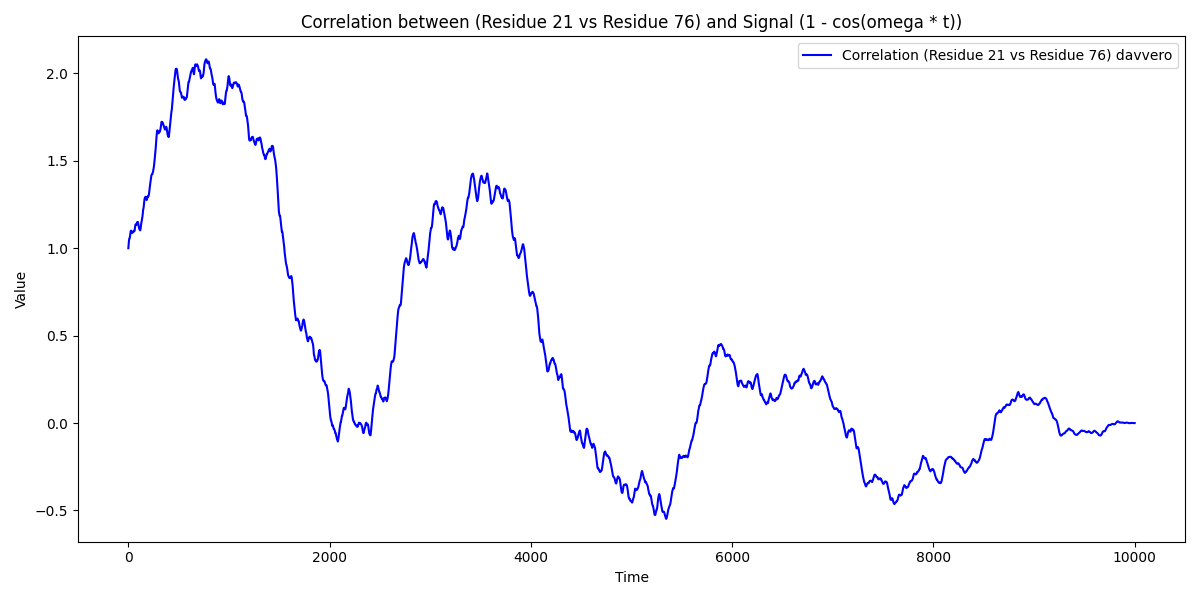 Correlation between (Residue 21 vs Residue 76) and Signal (1 - cos(omega * t))
Correlation (Residue 21 vs Residue 76) davvero
Value
2.0
1.5
1.0
0.5
0.0
−0.5
0 2000 4000 6000 8000 10000
Time